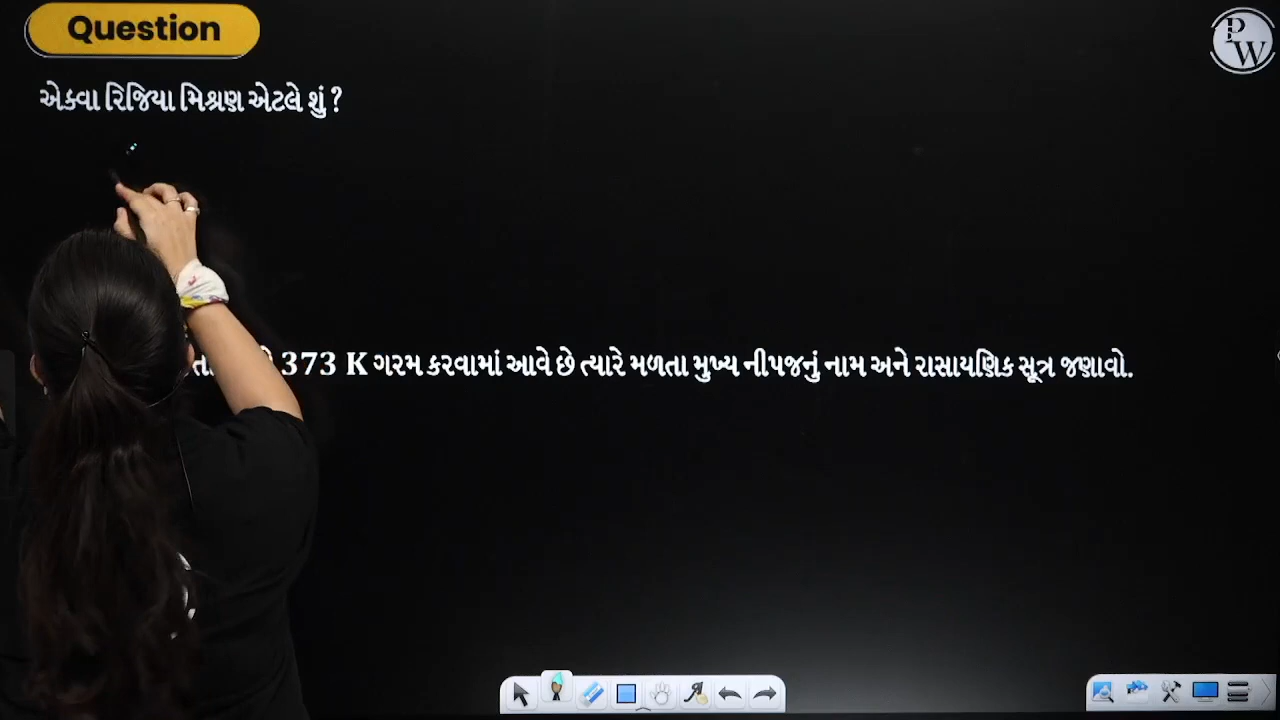 Question
PW
એક્વા રિજિયા મિશ્રણ એટલે શું ?
373 K ગરમ કરવામાં આવે છે ત્યારે મળતા મુખ્ય નીપજનું નામ અને રાસાયણિક સૂત્ર જણાવો.